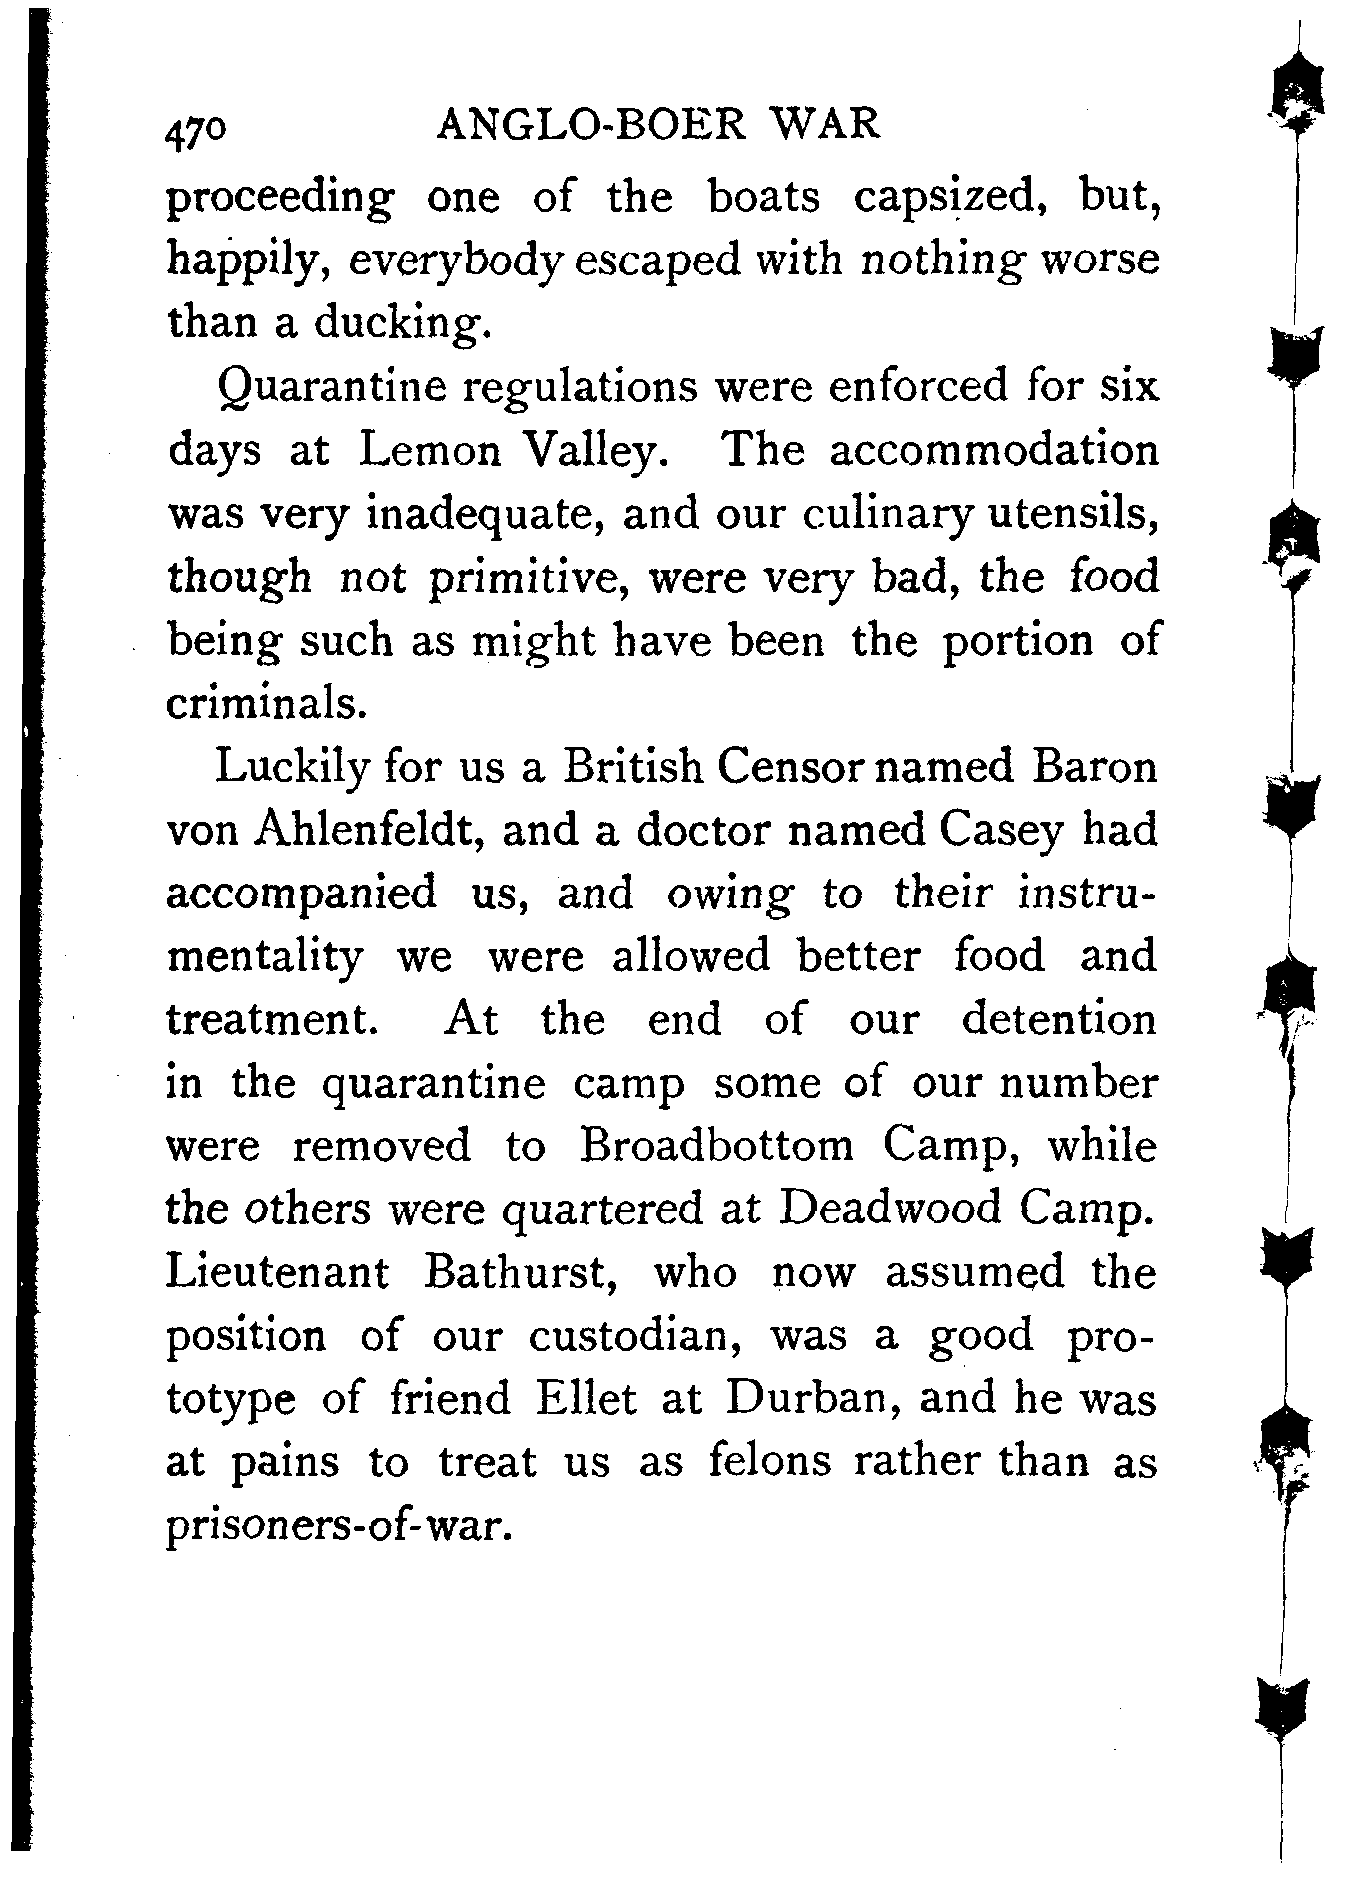 470 ANGLO-BOER WAR
proceeding one of the boats capsized, but,
happily, everybody escaped with nothing worse
than a ducking.
Quarantine regulations were enforced for six
days at Lemon Valley. The accommodation
was very inadequate, and our culinary utensils,
though not primitive, were very bad, the food
being such as might have been the portion of
criminals.
Luckily for us a British Censor named Baron
von Ahlenfeldt, and a doctor named Casey had
accompanied us, and owing to their instru-
mentality we were allowed better food and
treatment. At the end of our detention
in the quarantine camp some of our number
were removed to Broadbottom Camp, while
the others were quartered at Deadwood Camp.
Lieutenant Bathurst, who now assumed the
position of our custodian, was a good pro-
totype of friend Ellet at Durban, and he was
at pains to treat us as felons rather than as
prisoners-of-war.